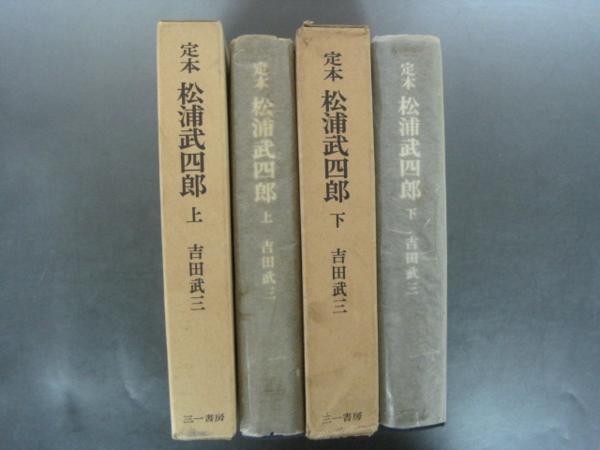 定本 松浦武四郎 上 吉田武三
三一書房
定本 松浦武四郎 上 吉田武三
定本 松浦武四郎 下 吉田武三
三一書房
定本 松浦武四郎 下 吉田武三